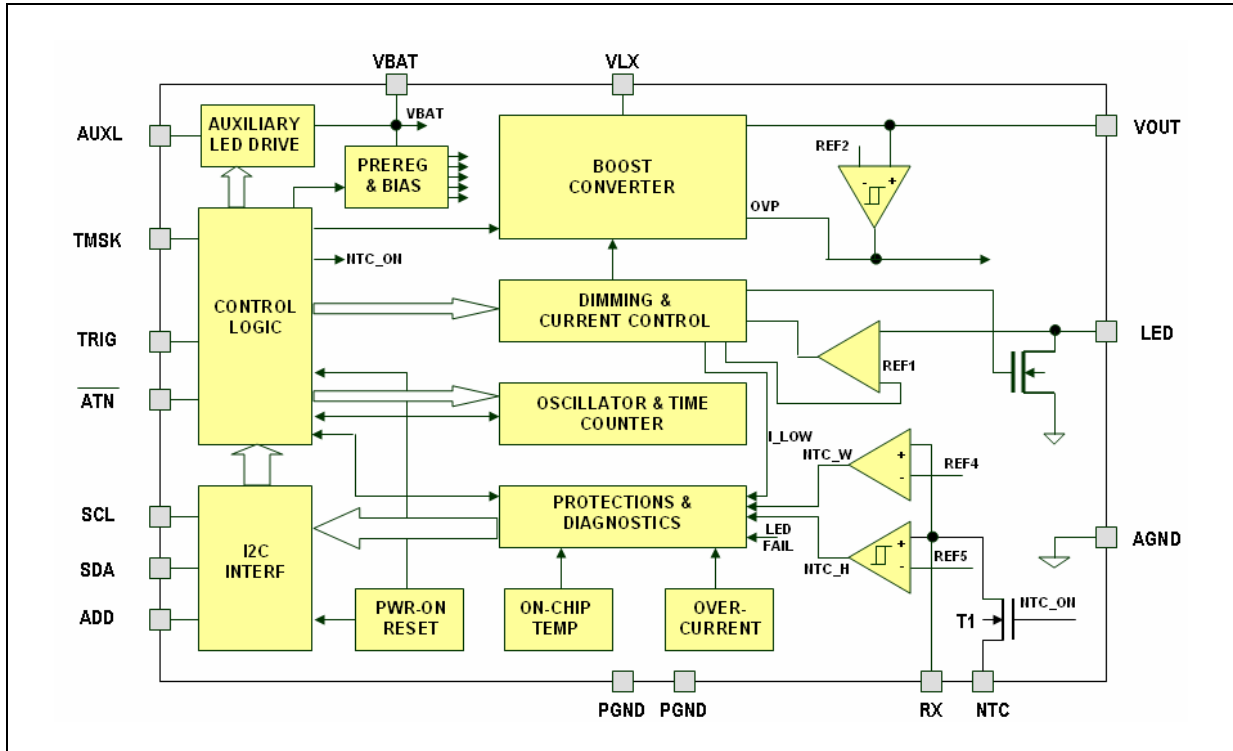 VBAT
VLX
AUXL
AUXILIARY
LED DRIVE
VBAT
PREREG
& BIAS
BOOST
CONVERTER
REF2
-
+
VOUT
OVP
TMSK
NTC_ON
CONTROL
LOGIC
DIMMING &
CURRENT CONTROL
TRIG
REF1
LED
ATN
OSCILLATOR & TIME
COUNTER
I_LOW
NTC_W
+
-
REF4
SCL
PROTECTIONS &
DIAGNOSTICS
LED
FAIL
NTC_H
+
-
REF5
AGND
I2C
INTERF
SDA
ADD
PWR-ON
RESET
ON-CHIP
TEMP
OVER-
CURRENT
T1
NTC_ON
PGND
PGND
RX
NTC